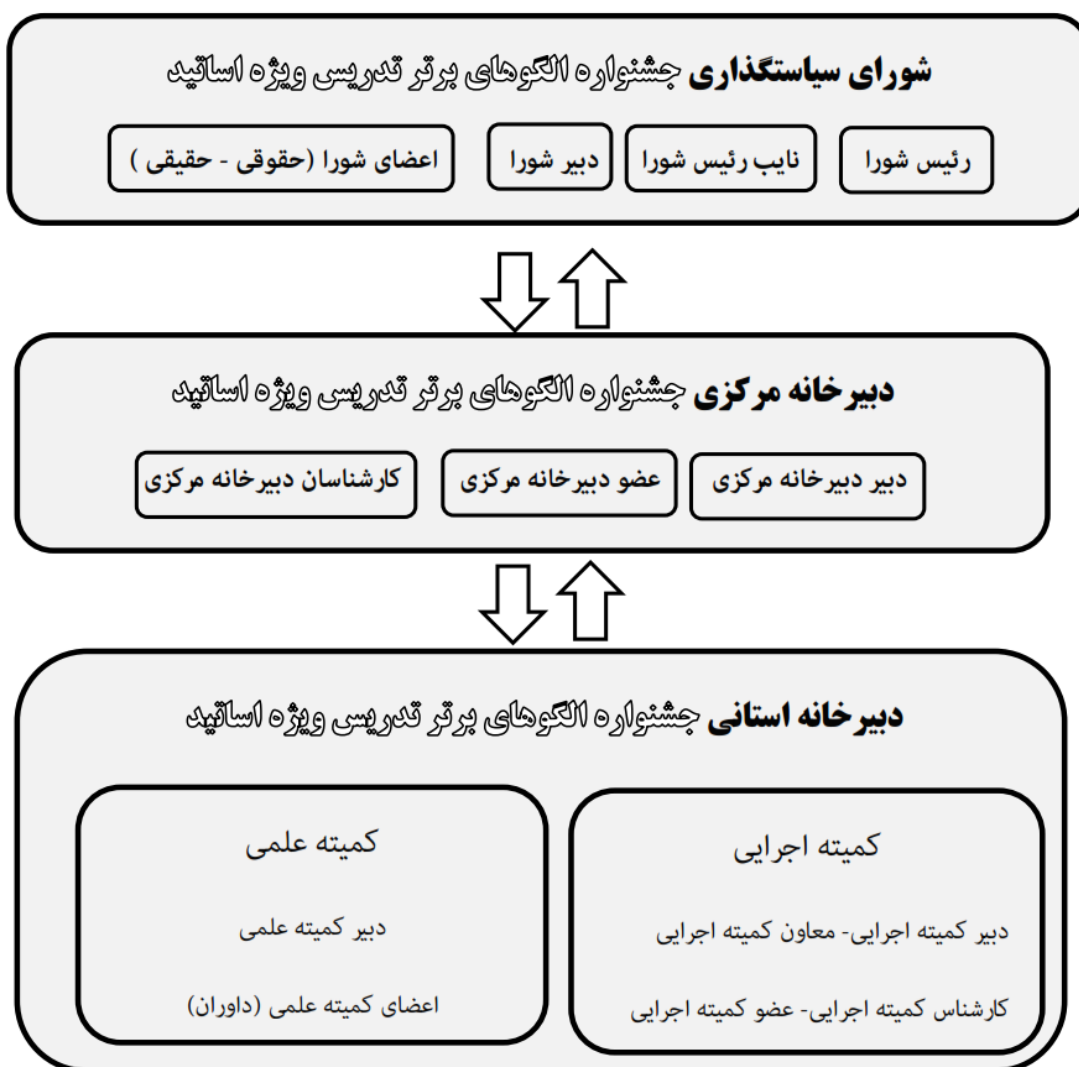 شورای سیاستگذاری جشنواره الگوهای برتر تدریس ویژه اساتید
رئیس شورا
نایب رئیس شورا
دبیر شورا
اعضای شورا (حقوقی - حقیقی )
دبیرخانه مرکزی جشنواره الگوهای برتر تدریس ویژه اساتید
دبیر دبیرخانه مرکزی
عضو دبیرخانه مرکزی
کارشناسان دبیرخانه مرکزی
دبیرخانه استانی جشنواره الگوهای برتر تدریس ویژه اساتید
کمیته اجرایی
دبیر کمیته اجرایی- معاون کمیته اجرایی
کارشناس کمیته اجرایی- عضو کمیته اجرایی
کمیته علمی
دبیر کمیته علمی
اعضای کمیته علمی (داوران)